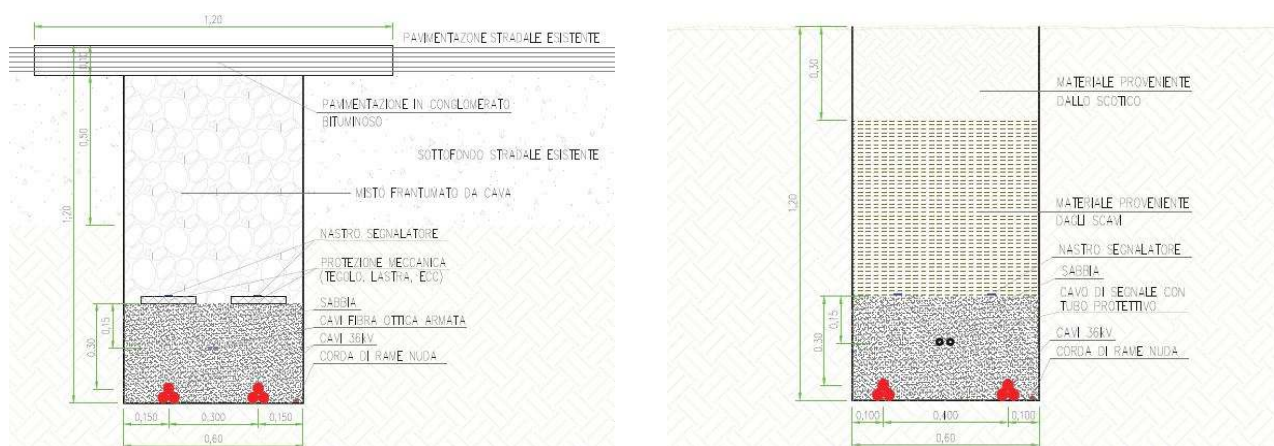 1,20
PAVIMENTAZONE STRADALE ESISTENTE
0,10
PAVIMENTAZIONE IN CONGLOMERATO
BITUMINOSO
0,50
SOTTOFONDO STRADALE ESISTENTE
1,20
MISTO FRANTUMATO DA CAVA
NASTRO SEGNALATORE
PROTEZIONE MECCANICA
(TEGOLO, LASTRA, ECC)
SABBIA
0,15
CAVI FIBRA OTTICA ARMATA
0,30
CAVI 36kV
CORDA DI RAME NUDA
0,150
0,300
0,150
0,60
0,30
MATERIALE PROVENIENTE
DALLO SCOTICO
1,20
MATERIALE PROVENIENTE
DAGLI SCAVI
NASTRO SEGNALATORE
SABBIA
CAVO DI SEGNALE CON
TUBO PROTETTIVO
0,15
0,30
CAVI 36kV
CORDA DI RAME NUDA
0,100
0,400
0,100
0,60